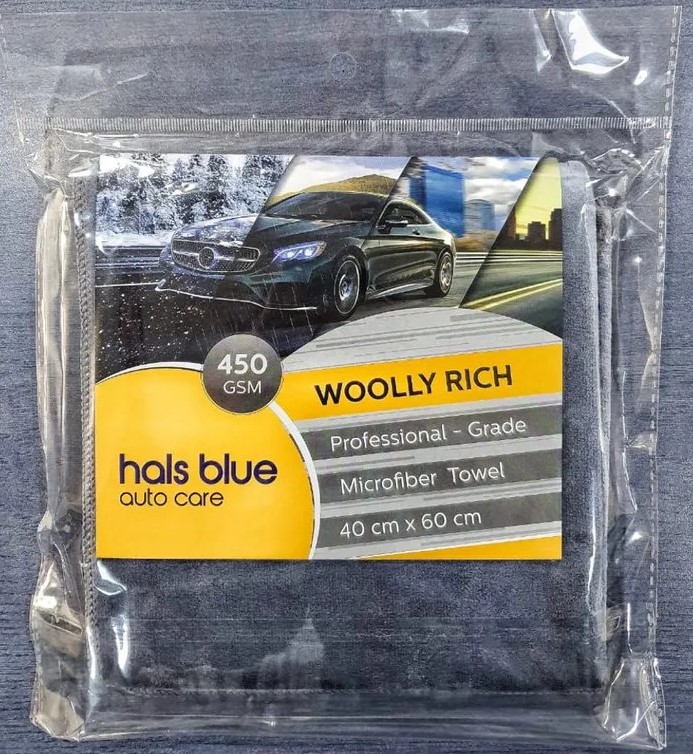 450
GSM
WOOLLY RICH
hals blue
auto care
Professional - Grade
Microfiber Towel
40 cm x 60 cm